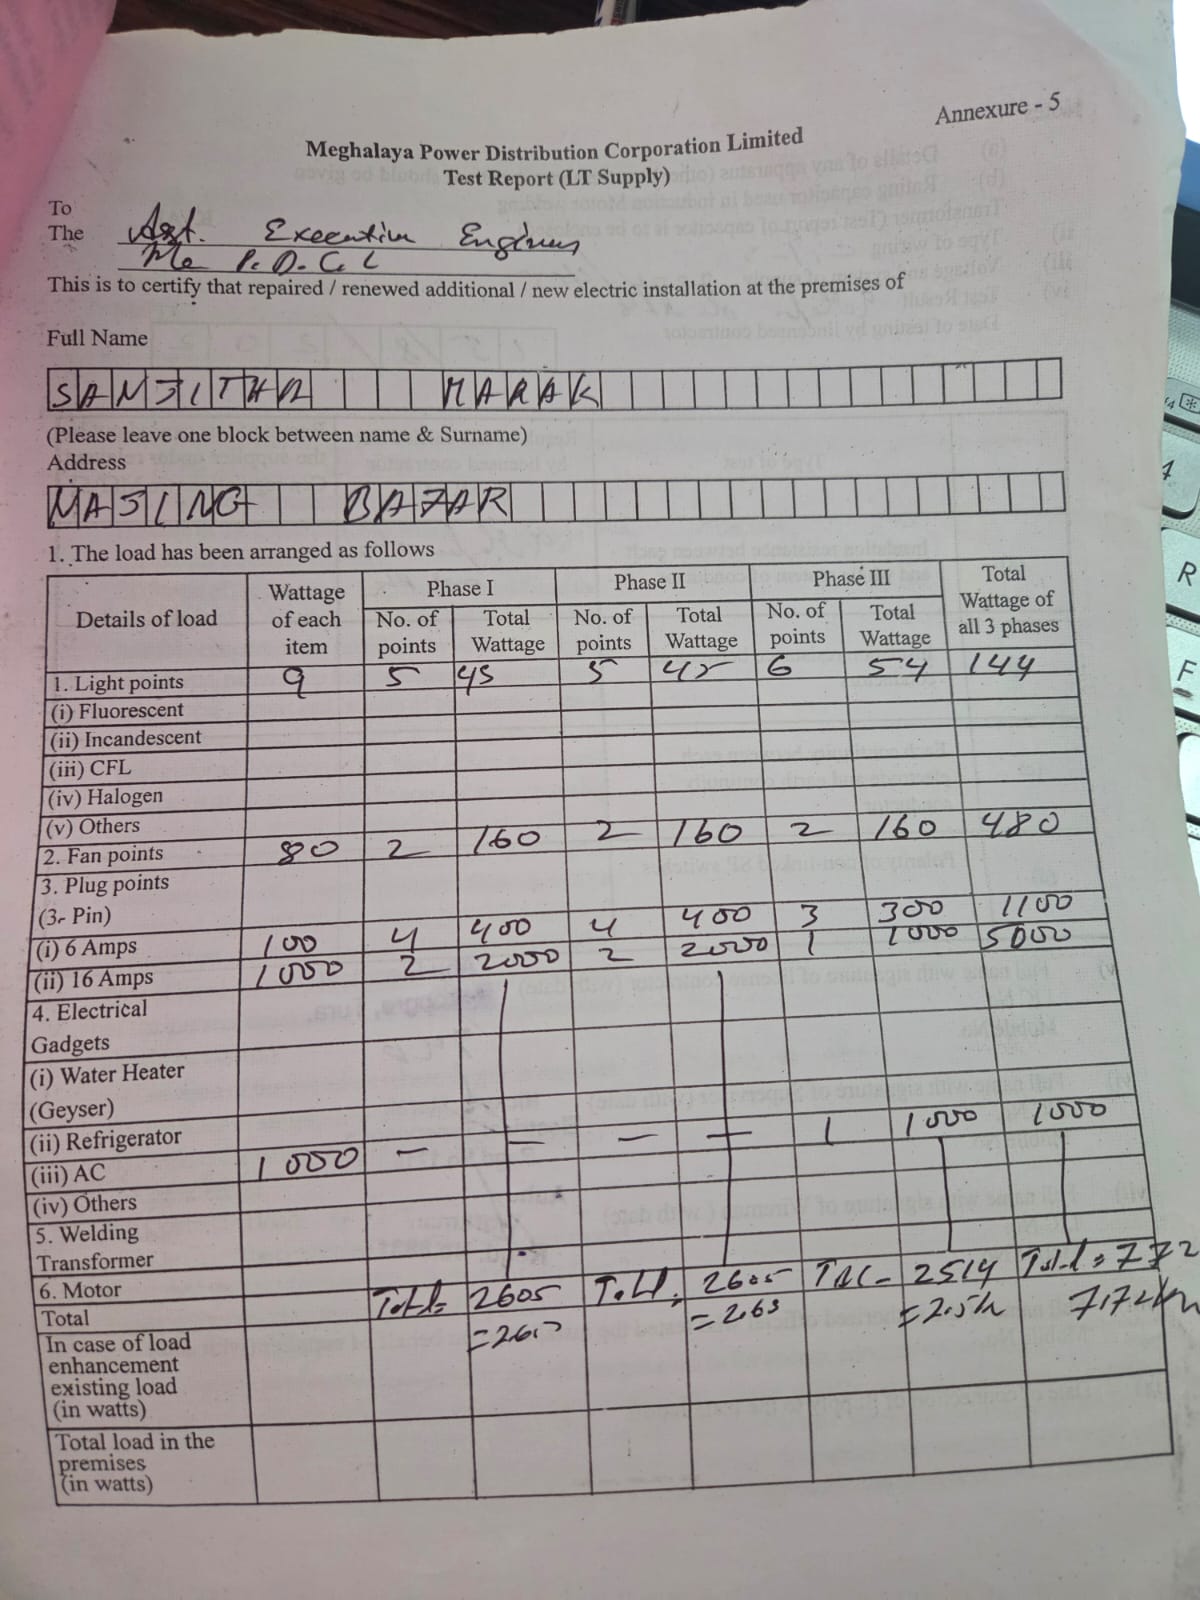 Annexure - 5
Meghalaya Power Distribution Corporation Limited
Test Report (LT Supply)
To
The Asst. Executive Engineer
Me P. D. C. L
This is to certify that repaired / renewed additional / new electric installation at the premises of
Full Name
SANJITHA MARAK
(Please leave one block between name & Surname)
Address
MASING BAZAR
1. The load has been arranged as follows
Details of load Wattage of each item Phase I Phase II Phase III Total Wattage of all 3 phases
No. of points Total Wattage No. of points Total Wattage No. of points Total Wattage
1. Light points 9 5 45 5 45 6 54 144
(i) Fluorescent
(ii) Incandescent
(iii) CFL
(iv) Halogen
(v) Others
2. Fan points 80 2 160 2 160 2 160 480
3. Plug points
(3- Pin)
(i) 6 Amps 100 4 400 4 400 3 300 1100
(ii) 16 Amps 1000 2 2000 2 2000 1 1000 5000
4. Electrical
Gadgets
(i) Water Heater
(Geyser)
(ii) Refrigerator
(iii) AC 1000 – – – – 1 1000 1000
(iv) Others
5. Welding
Transformer
6. Motor
Total Total= 2605 Total= 2605 2514 Total = 772
In case of load
enhancement
existing load
(in watts)
Total load in the
premises
(in watts)